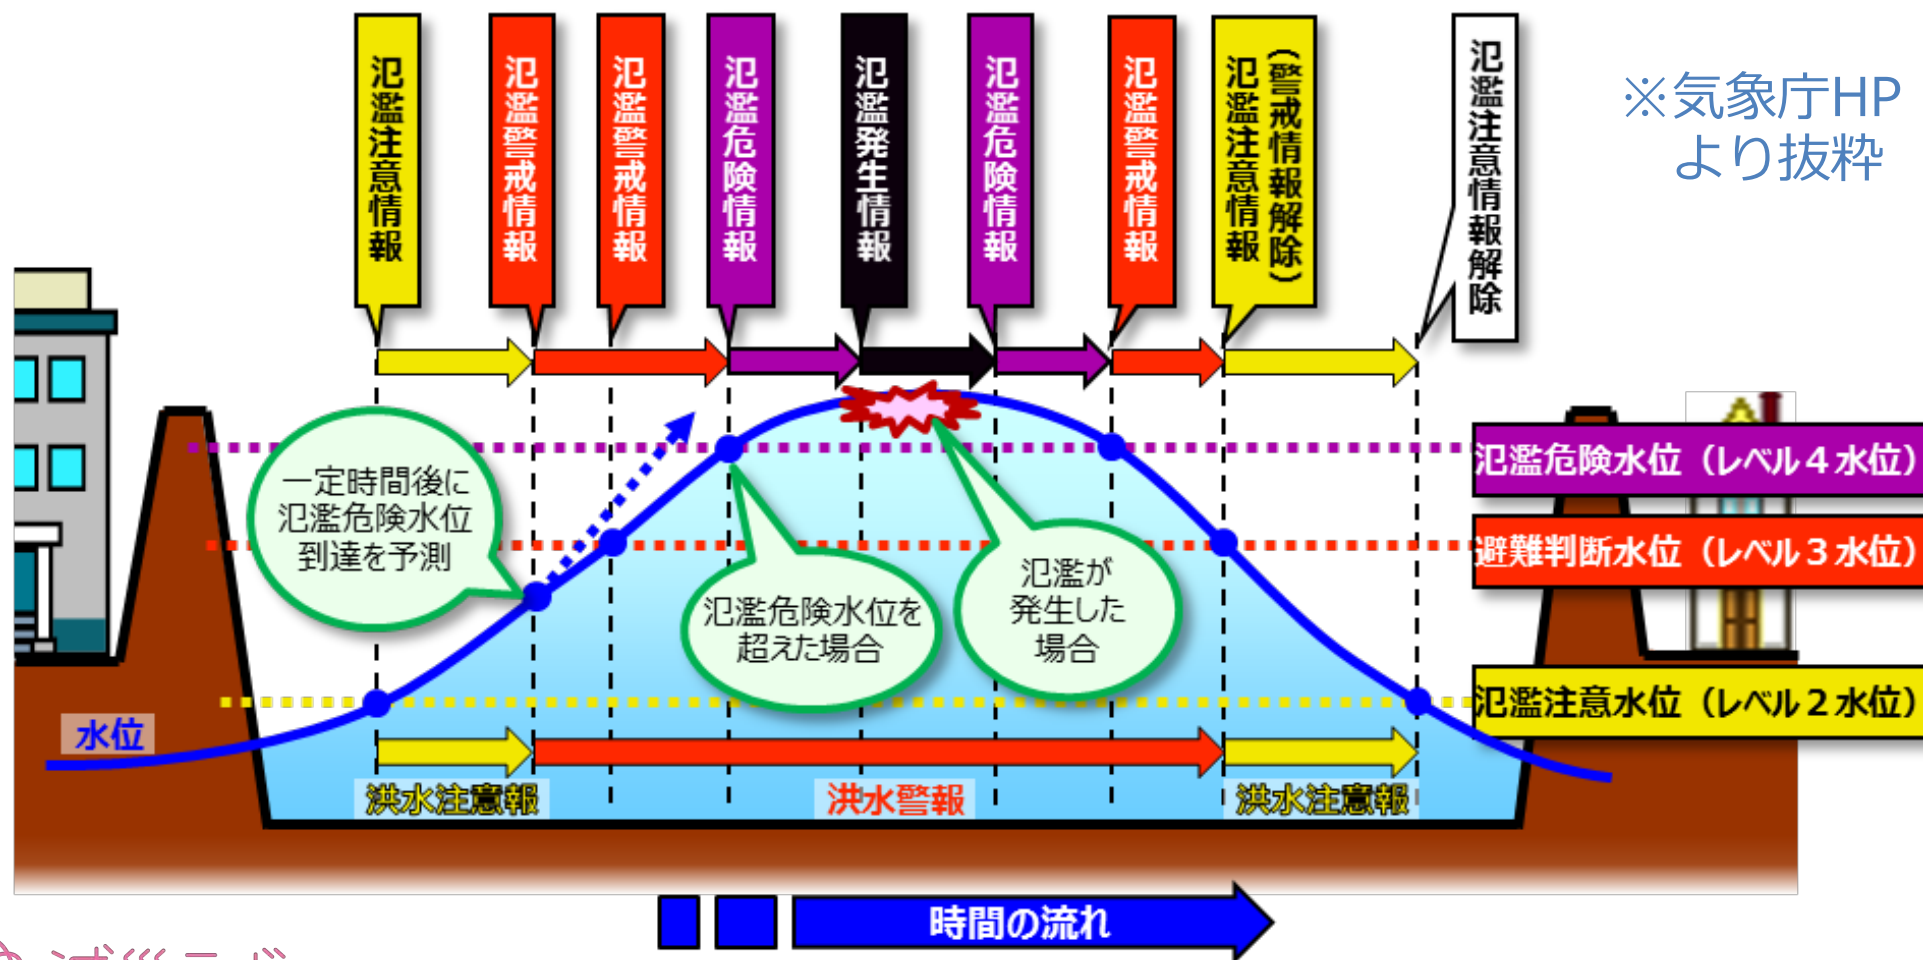 氾濫注意情報
氾濫警戒情報
氾濫警戒情報
氾濫危険情報
氾濫発生情報
氾濫危険情報
氾濫警戒情報
(警戒情報解除)
氾濫注意情報
氾濫注意情報解除
※気象庁HP
より抜粋
一定時間後に
氾濫危険水位
到達を予測
氾濫危険水位を
超えた場合
氾濫が
発生した
場合
氾濫危険水位（レベル４水位）
避難判断水位（レベル３水位）
氾濫注意水位（レベル２水位）
水位
洪水注意報
洪水警報
洪水注意報
時間の流れ